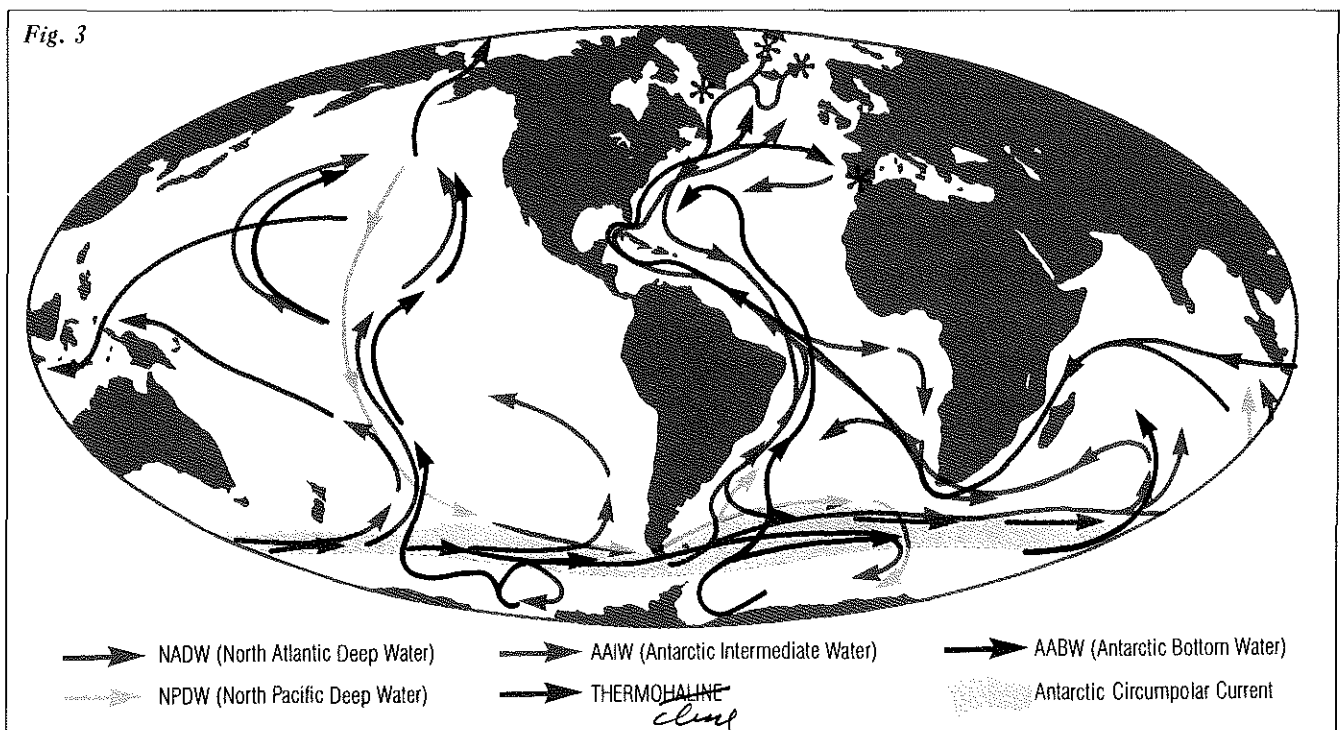 Fig. 3
NADW (North Atlantic Deep Water)
AAIW (Antarctic Intermediate Water)
AABW (Antarctic Bottom Water)
NPDW (North Pacific Deep Water)
THERMOHALINE
cline
Antarctic Circumpolar Current